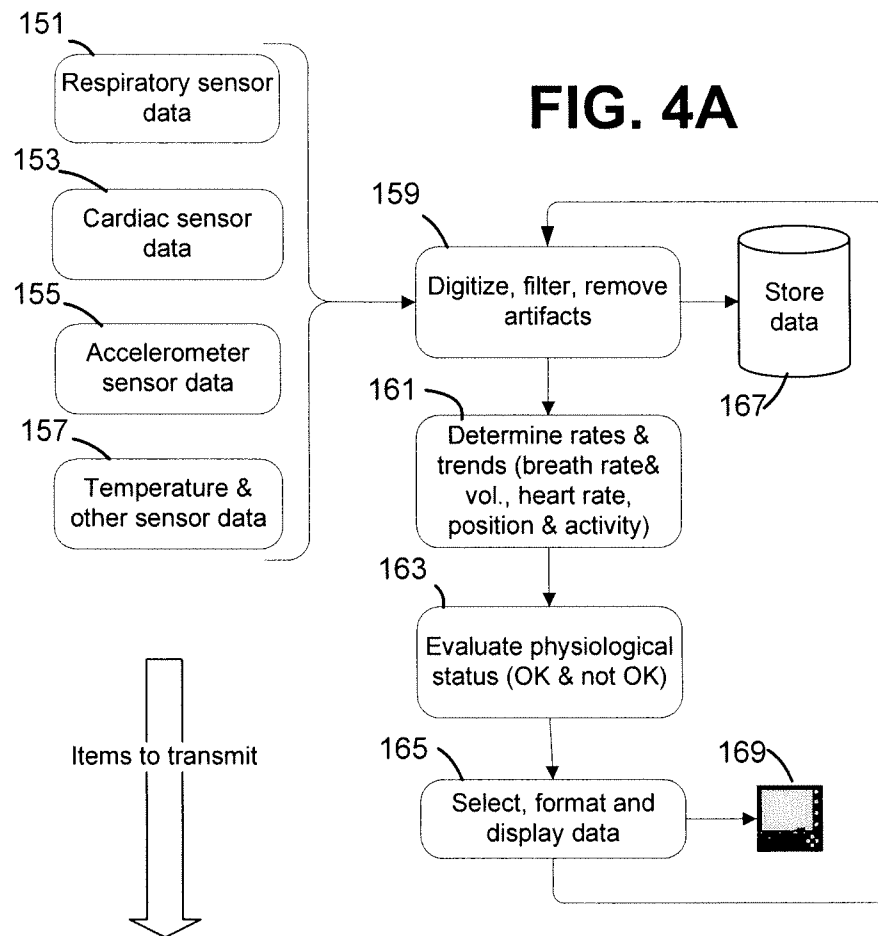 151
Respiratory sensor
data
FIG. 4A
153
Cardiac sensor
data
159
Digitize, filter, remove
artifacts
Store
data
167
155
Accelerometer
sensor data
161
Determine rates &
trends (breath rate&
vol., heart rate,
position & activity)
157
Temperature &
other sensor data
163
Evaluate physiological
status (OK & not OK)
Items to transmit
165
Select, format and
display data
169